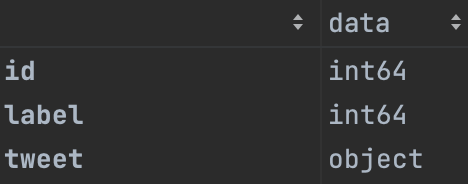 data
id int64
label int64
tweet object